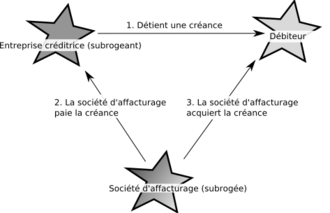 1. Détient une créance
Entreprise créditrice (subrogeant)
Débiteur
2. La société d'affacturage
paie la créance
3. La société d'affacturage
acquiert la créance
Société d'affacturage (subrogée)